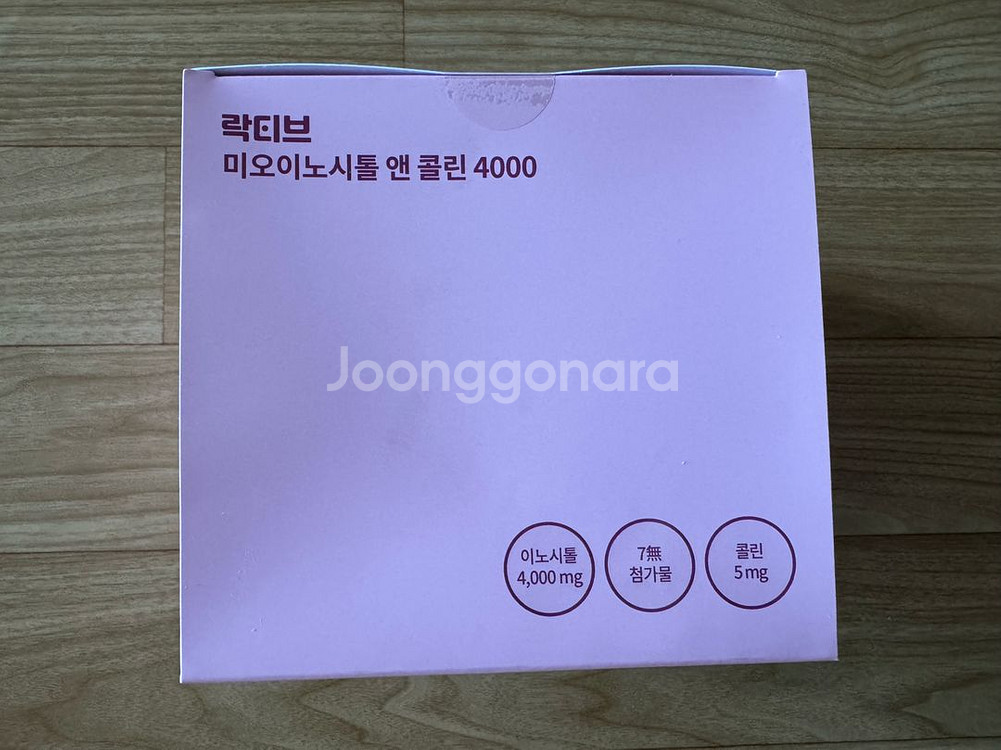 락티브
미오이노시톨 앤 콜린 4000
Joonggonara
이노시톨
4,000 mg
7無
첨가물
콜린
5 mg